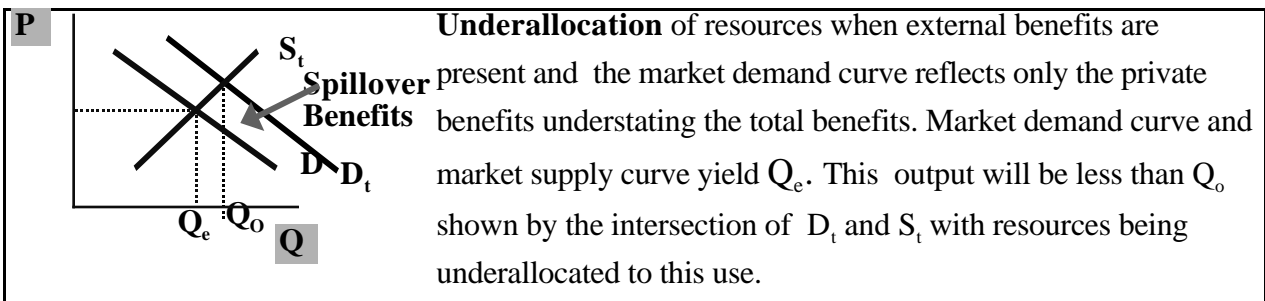 P
S_t
Spillover
Benefits
D
D_t
Q_e
Q_o
Q
Underallocation of resources when external benefits are
present and the market demand curve reflects only the private
benefits understating the total benefits. Market demand curve and
market supply curve yield Q_e. This output will be less than Q_o
shown by the intersection of D_t and S_t with resources being
underallocated to this use.